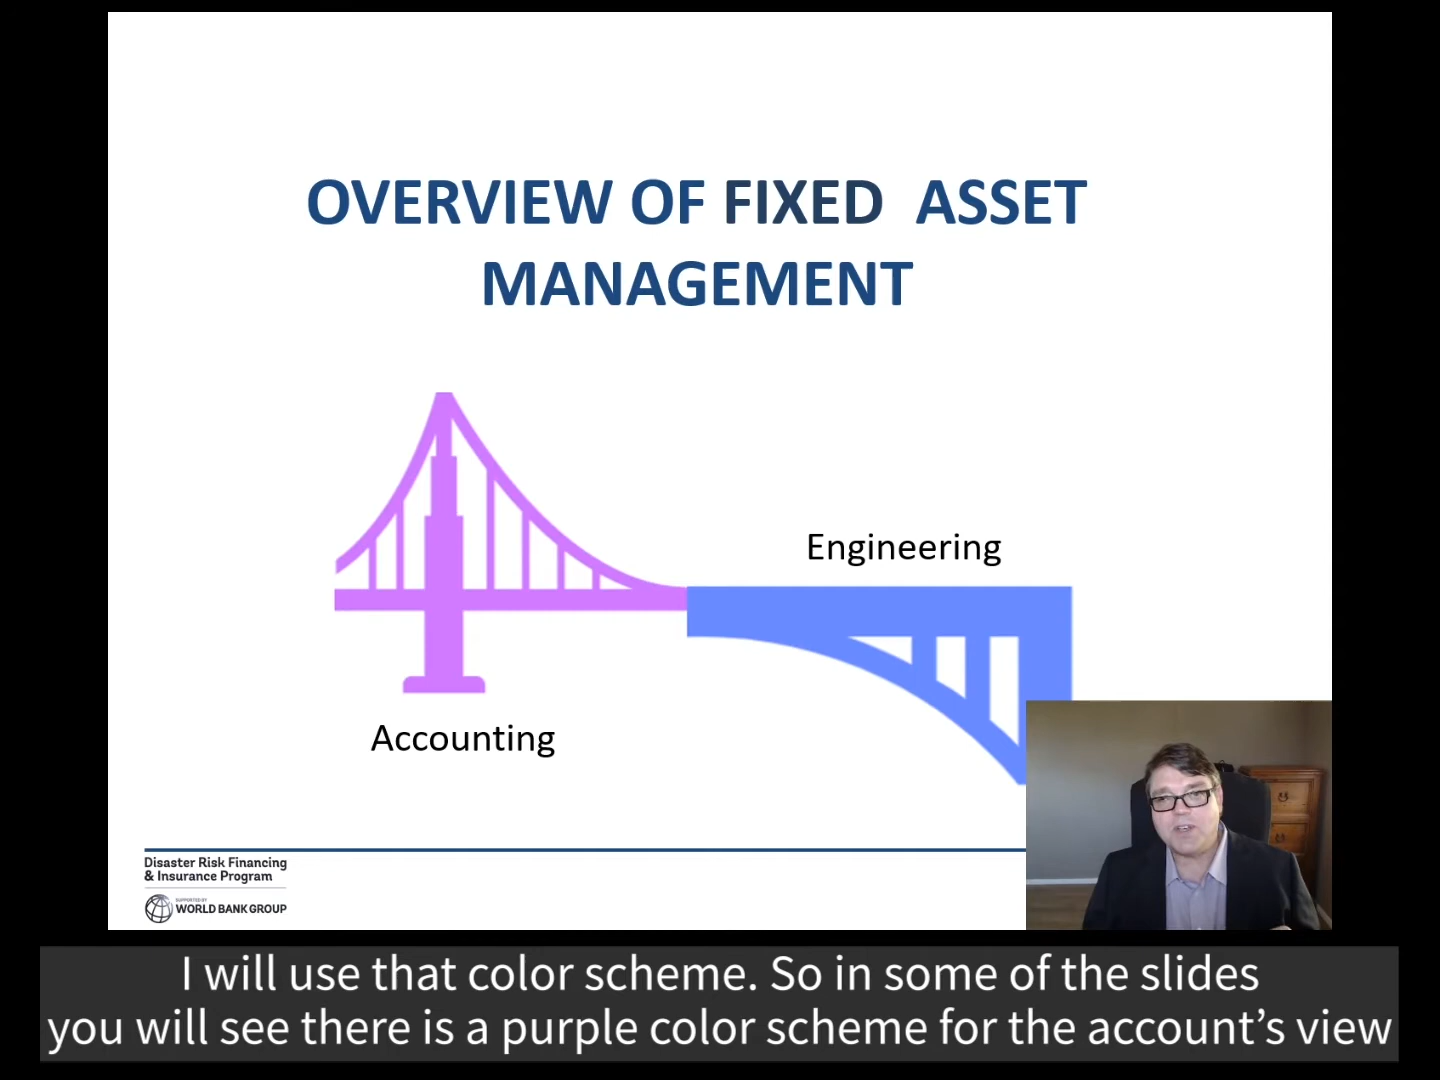 OVERVIEW OF FIXED ASSET
MANAGEMENT
Engineering
Accounting
Disaster Risk Financing
& Insurance Program
SUPPORTED BY
WORLD BANK GROUP
I will use that color scheme. So in some of the slides
you will see there is a purple color scheme for the account’s view